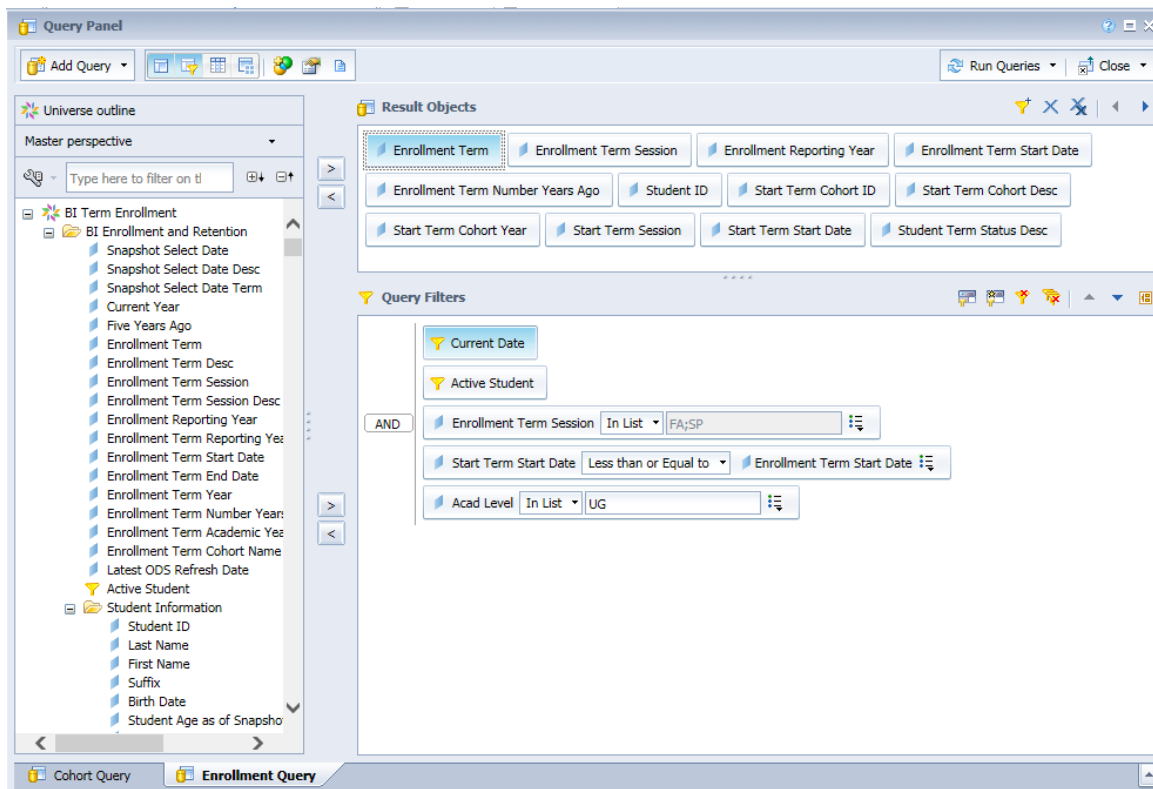 Query Panel
Add Query
Run Queries
Close
Universe outline
Master perspective
Type here to filter on tl
BI Term Enrollment
BI Enrollment and Retention
Snapshot Select Date
Snapshot Select Date Desc
Snapshot Select Date Term
Current Year
Five Years Ago
Enrollment Term
Enrollment Term Desc
Enrollment Term Session
Enrollment Term Session Desc
Enrollment Reporting Year
Enrollment Term Reporting Yea
Enrollment Term Start Date
Enrollment Term End Date
Enrollment Term Year
Enrollment Term Number Years
Enrollment Term Academic Yea
Enrollment Term Cohort Name
Latest ODS Refresh Date
Active Student
Student Information
Student ID
Last Name
First Name
Suffix
Birth Date
Student Age as of Snapshot
Result Objects
Enrollment Term Enrollment Term Session Enrollment Reporting Year Enrollment Term Start Date
Enrollment Term Number Years Ago Student ID Start Term Cohort ID Start Term Cohort Desc
Start Term Cohort Year Start Term Session Start Term Start Date Student Term Status Desc
Query Filters
Current Date
Active Student
AND
Enrollment Term Session In List FA;SP
Start Term Start Date Less than or Equal to Enrollment Term Start Date
Acad Level In List UG
Cohort Query
Enrollment Query